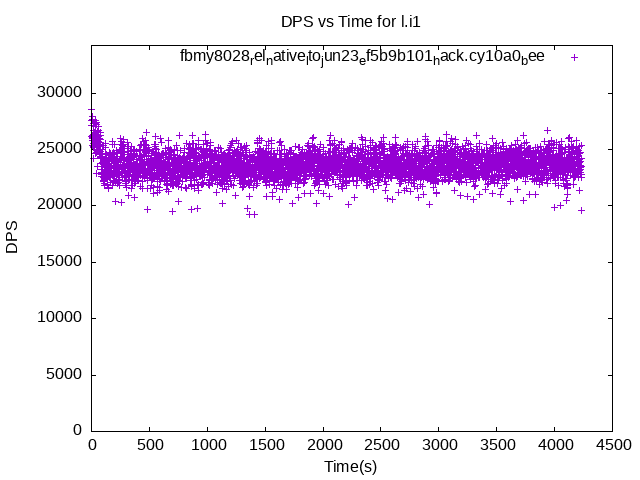 DPS vs Time for l.i1
fbmy8028relnativeltojun23ef5b9b101hack.cy10a0bee
30000
25000
20000
15000
10000
5000
0
DPS
0 500 1000 1500 2000 2500 3000 3500 4000 4500
Time(s)